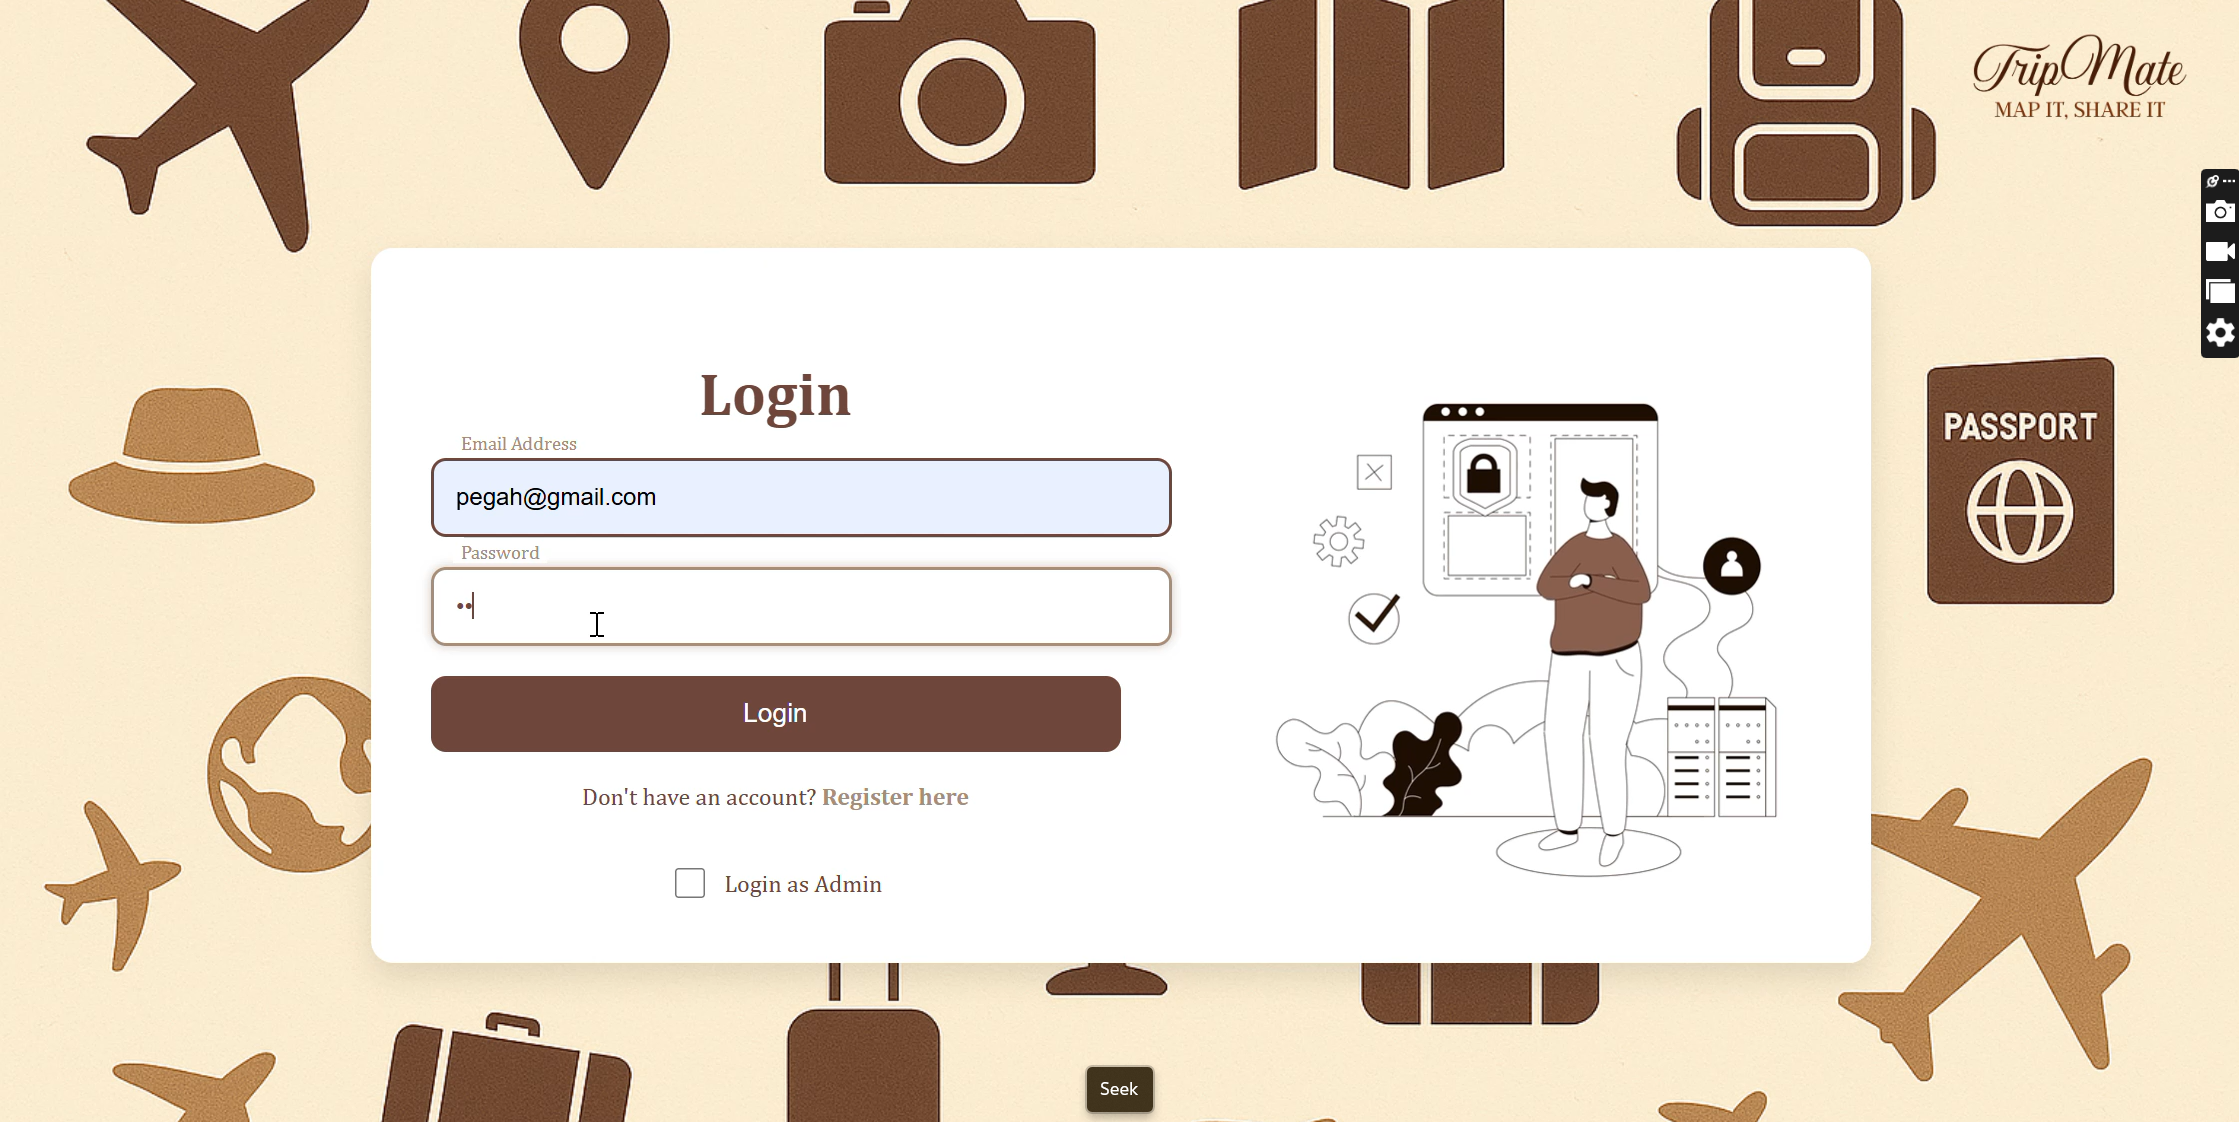 TripMate
MAP IT, SHARE IT
Login
Email Address
pegah@gmail.com
Password
Login
Don't have an account? Register here
Login as Admin
PASSPORT
Seek